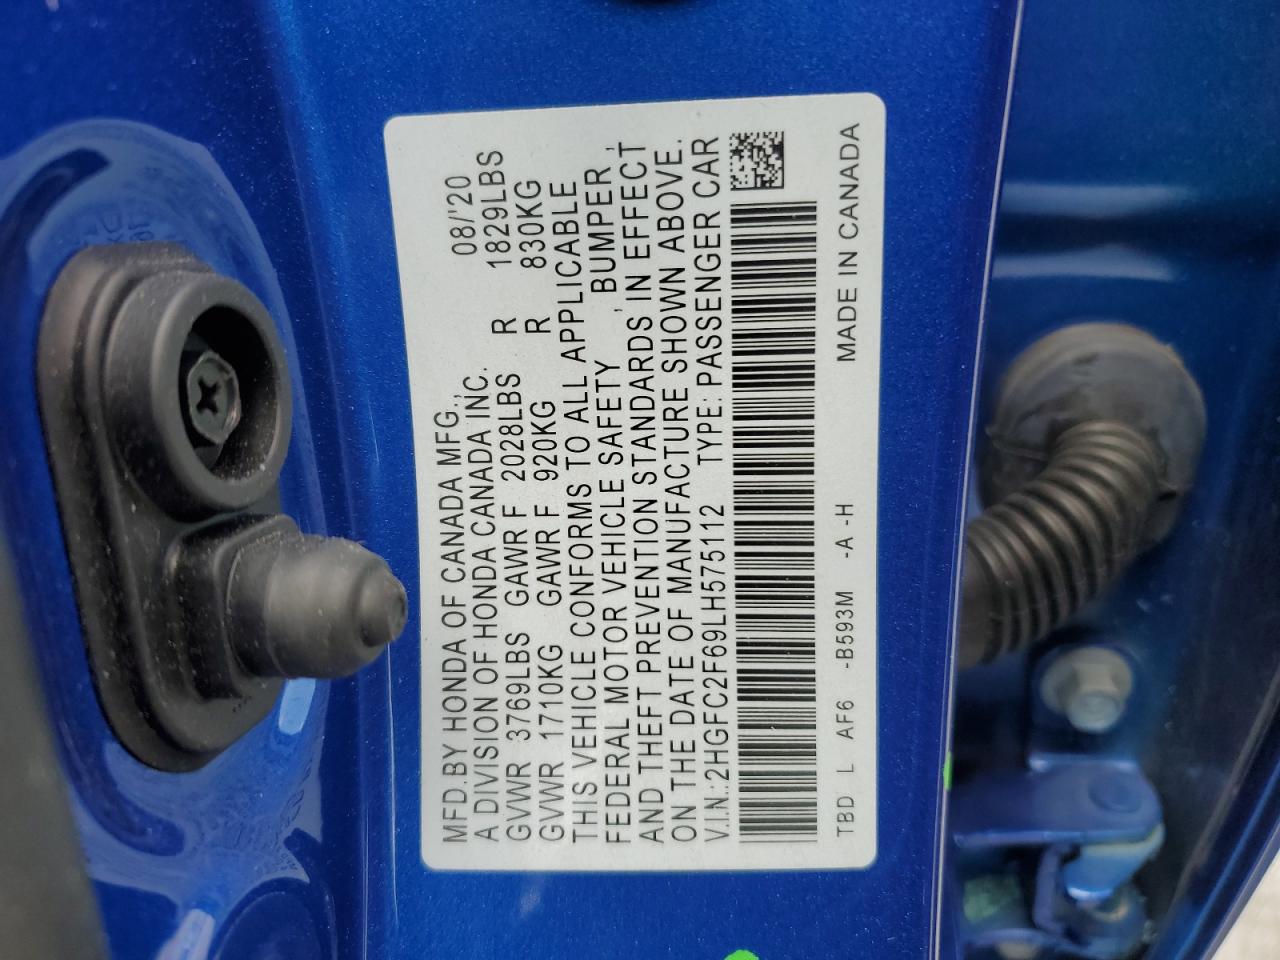 MFD.BY HONDA OF CANADA MFG., 08/'20
A DIVISION OF HONDA CANADA INC.
GVWR 3769LBS GAWR F 2028LBS R 1829LBS
GVWR 1710KG GAWR F 920KG R 830KG
THIS VEHICLE CONFORMS TO ALL APPLICABLE
FEDERAL MOTOR VEHICLE SAFETY , BUMPER ,
AND THEFT PREVENTION STANDARDS IN EFFECT
ON THE DATE OF MANUFACTURE SHOWN ABOVE.
V.I.N.:2HGFC2F69LH575112 TYPE: PASSENGER CAR
TBD L AF6 -B593M -A -H MADE IN CANADA